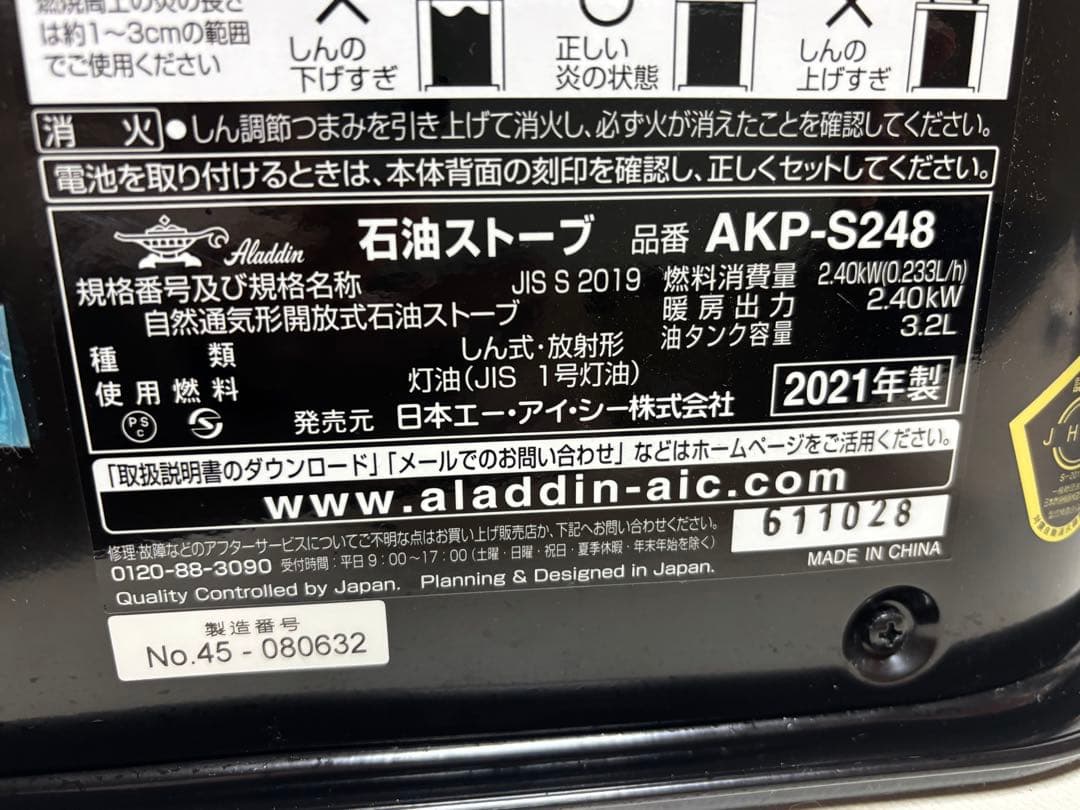 燃焼筒上の炎の長さ
は約1～3cmの範囲
でご使用ください
しんの
下げすぎ
正しい
炎の状態
しんの
上げすぎ
消火 ●しん調節つまみを引き上げて消火し、必ず火が消えたことを確認してください。
電池を取り付けるときは、本体背面の刻印を確認し、正しくセットしてください。
Aladdin 石油ストーブ 品番 AKP-S248
規格番号及び規格名称 JIS S 2019
自然通気形開放式石油ストーブ
種類 しん式・放射形
使用燃料 灯油(JIS 1号灯油)
燃料消費量 2.40kW(0.233L/h)
暖房出力 2.40kW
油タンク容量 3.2L
PS
C
発売元 日本エー・アイ・シー株式会社
2021年製
「取扱説明書のダウンロード」「メールでのお問い合わせ」などはホームページをご活用ください。
www.aladdin-aic.com
修理・故障などのアフターサービスについてご不明な点はお買い上げ販売店か、下記へお問い合わせください。
0120-88-3090 受付時間：平日9：00～17：00(土曜・日曜・祝日・夏季休暇・年末年始を除く)
Quality Controlled by Japan. Planning & Designed in Japan.
611028
MADE IN CHINA
製造番号
No.45 - 080632
J H